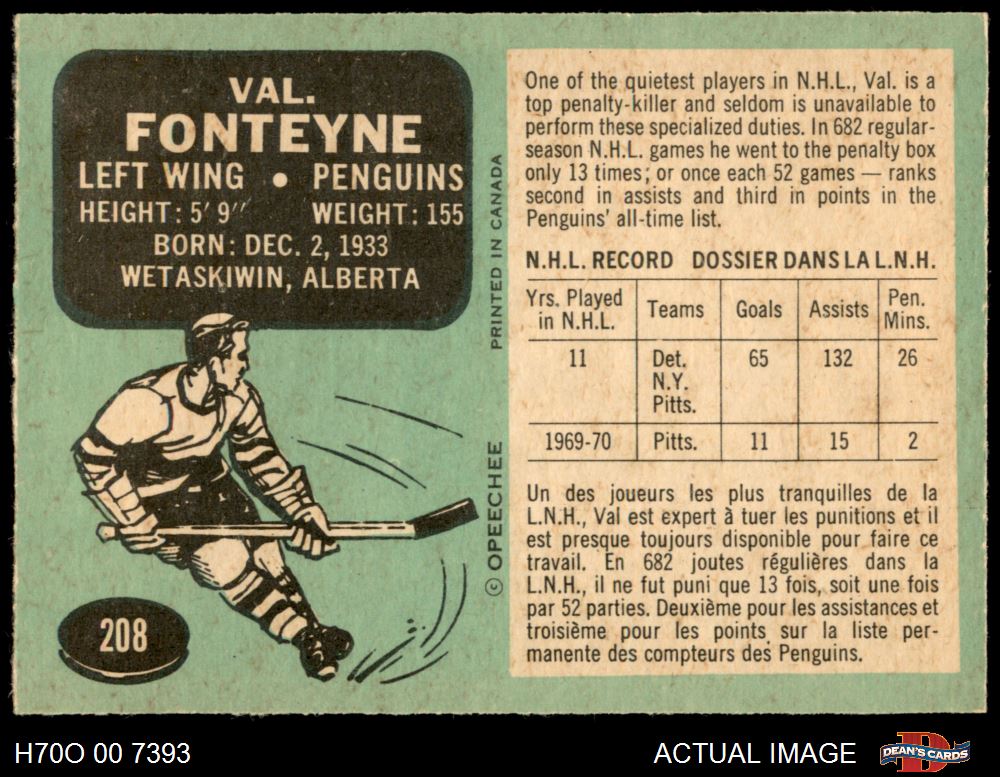 VAL.
FONTEYNE
LEFT WING • PENGUINS
HEIGHT: 5' 9" WEIGHT: 155
BORN: DEC. 2, 1933
WETASKIWIN, ALBERTA
208
PRINTED IN CANADA
© OPEECHEE
One of the quietest players in N.H.L., Val. is a
top penalty-killer and seldom is unavailable to
perform these specialized duties. In 682 regular-
season N.H.L. games he went to the penalty box
only 13 times; or once each 52 games — ranks
second in assists and third in points in the
Penguins' all-time list.
N.H.L. RECORD DOSSIER DANS LA L.N.H.
Yrs. Played in N.H.L. Teams Goals Assists Pen. Mins.
11 Det. N.Y. Pitts. 65 132 26
1969-70 Pitts. 11 15 2
Un des joueurs les plus tranquilles de la
L.N.H., Val est expert à tuer les punitions et il
est presque toujours disponible pour faire ce
travail. En 682 joutes régulières dans la
L.N.H., il ne fut puni que 13 fois, soit une fois
par 52 parties. Deuxième pour les assistances et
troisième pour les points sur la liste per-
manente des compteurs des Penguins.
H70O 00 7393
ACTUAL IMAGE
D
DEAN'S CARDS